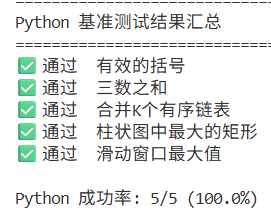 ==============================
Python 基准测试结果汇总
==============================
✅ 通过  有效的括号
✅ 通过  三数之和
✅ 通过  合并K个有序链表
✅ 通过  柱状图中最大的矩形
✅ 通过  滑动窗口最大值
Python 成功率: 5/5 (100.0%)